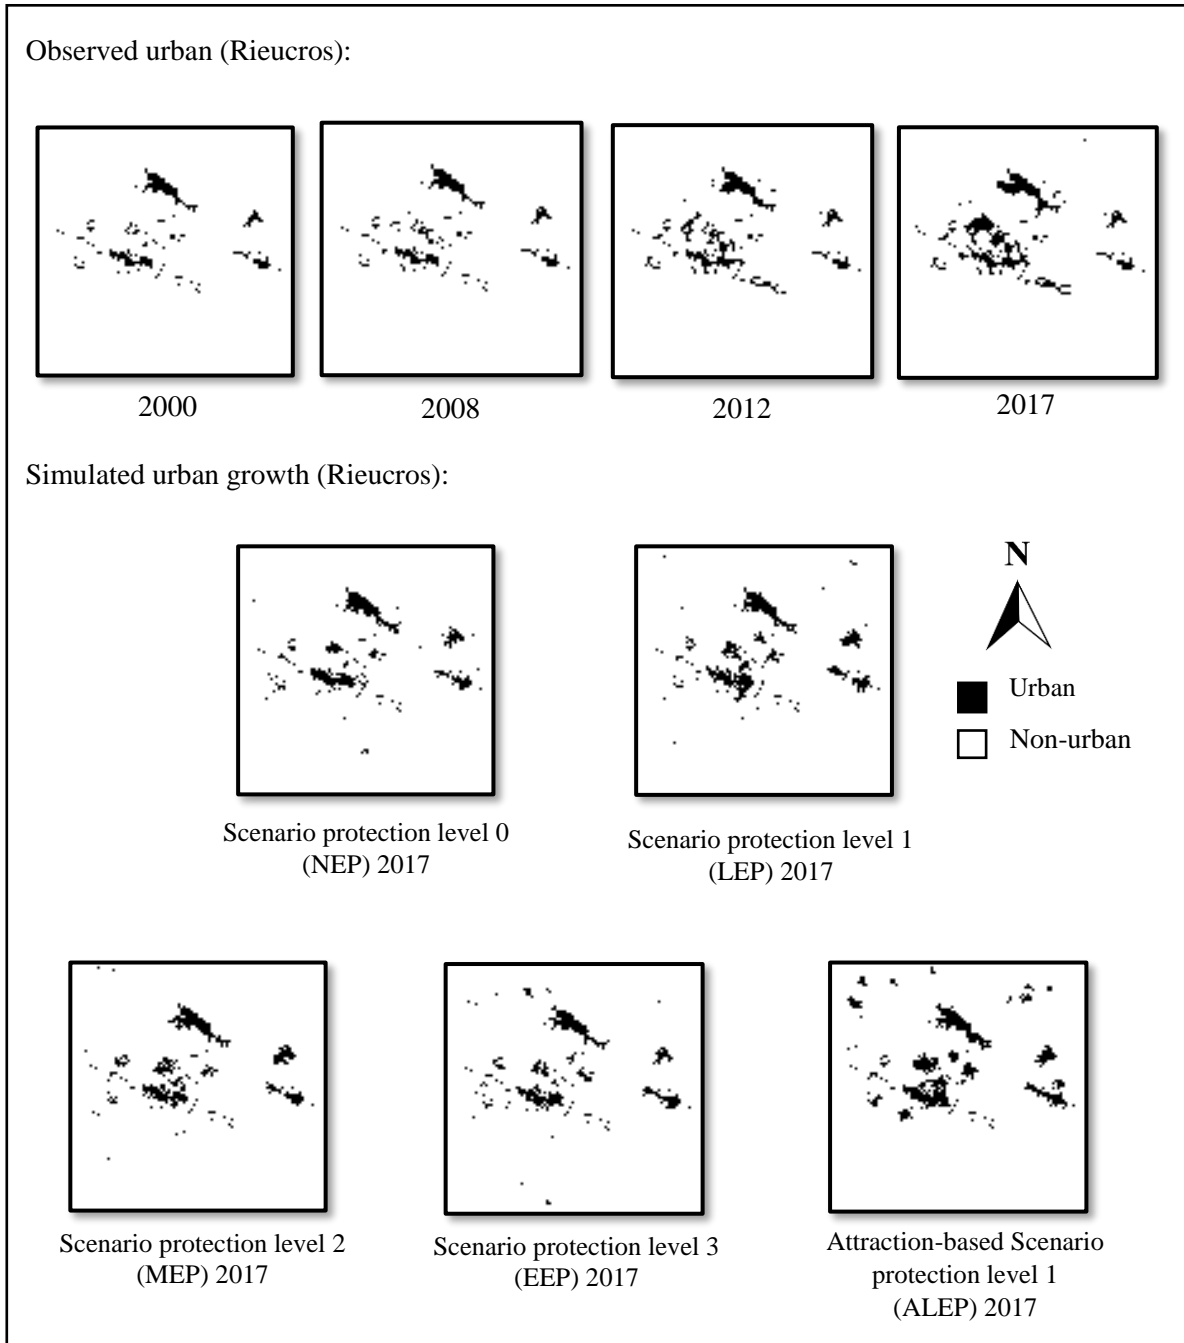 Observed urban (Rieucros):
2000
2008
2012
2017
Simulated urban growth (Rieucros):
N
Urban
Non-urban
Scenario protection level 0
(NEP) 2017
Scenario protection level 1
(LEP) 2017
Scenario protection level 2
(MEP) 2017
Scenario protection level 3
(EEP) 2017
Attraction-based Scenario
protection level 1
(ALEP) 2017